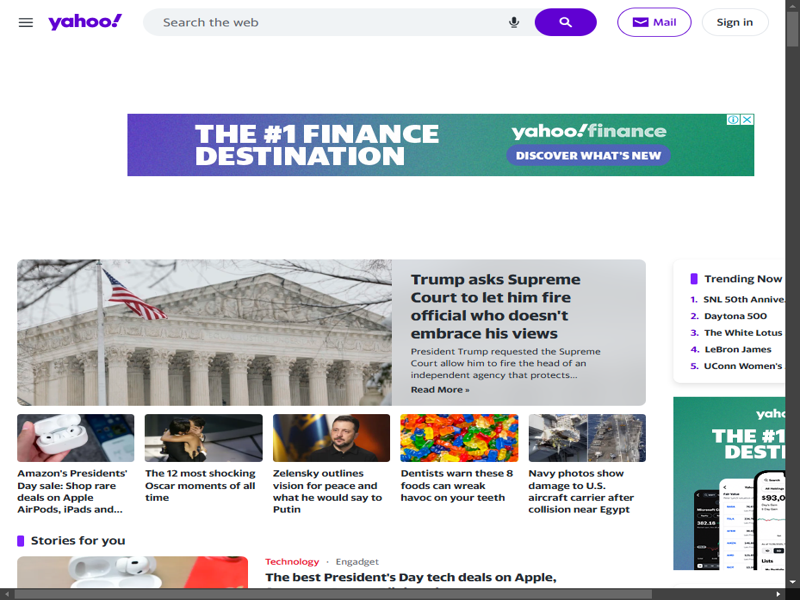 yahoo!
Search the web
Mail
Sign in
THE #1 FINANCE
DESTINATION
yahoo!finance
DISCOVER WHAT'S NEW
Trump asks Supreme
Court to let him fire
official who doesn't
embrace his views
President Trump requested the Supreme
Court allow him to fire the head of an
independent agency that protects...
Read More »
Amazon's Presidents'
Day sale: Shop rare
deals on Apple
AirPods, iPads and...
The 12 most shocking
Oscar moments of all
time
Zelensky outlines
vision for peace and
what he would say to
Putin
Dentists warn these 8
foods can wreak
havoc on your teeth
Navy photos show
damage to U.S.
aircraft carrier after
collision near Egypt
Stories for you
Technology · Engadget
The best President's Day tech deals on Apple,
Trending Now
1. SNL 50th Annive
2. Daytona 500
3. The White Lotus
4. LeBron James
5. UConn Women's
yaho
THE #1
DESTI